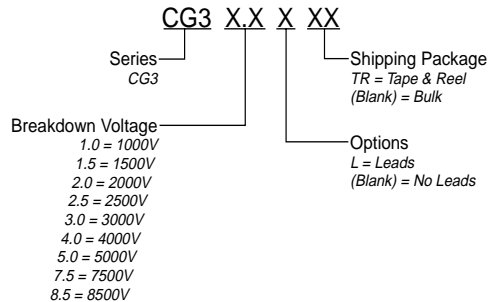 CG3 X.X X XX
Series
CG3
Shipping Package
TR = Tape & Reel
(Blank) = Bulk
Breakdown Voltage
1.0 = 1000V
1.5 = 1500V
2.0 = 2000V
2.5 = 2500V
3.0 = 3000V
4.0 = 4000V
5.0 = 5000V
7.5 = 7500V
8.5 = 8500V
Options
L = Leads
(Blank) = No Leads